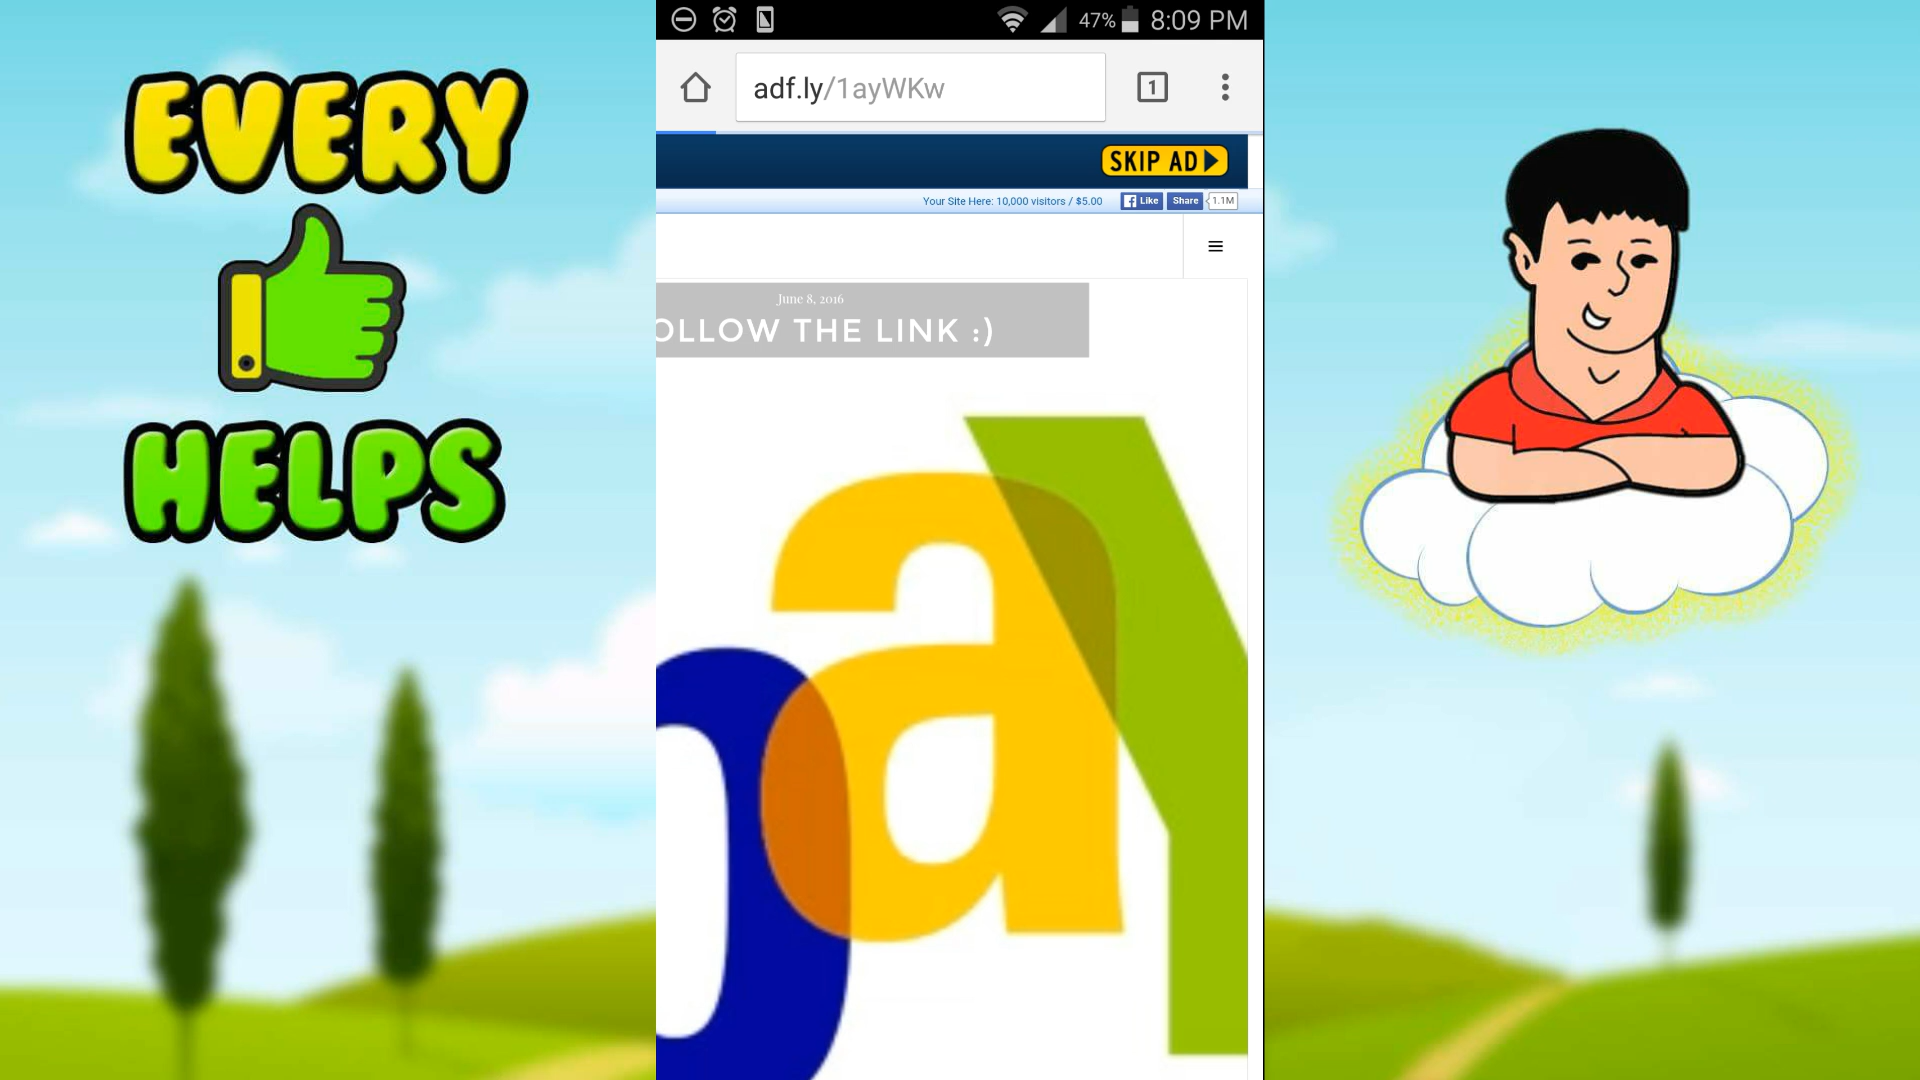 EVERY
HELPS
47% 8:09 PM
adf.ly/1ayWKw
1
SKIP AD
Your Site Here: 10,000 visitors / $5.00
Like
Share
1.1M
June 8, 2016
OLLOW THE LINK :)
bay